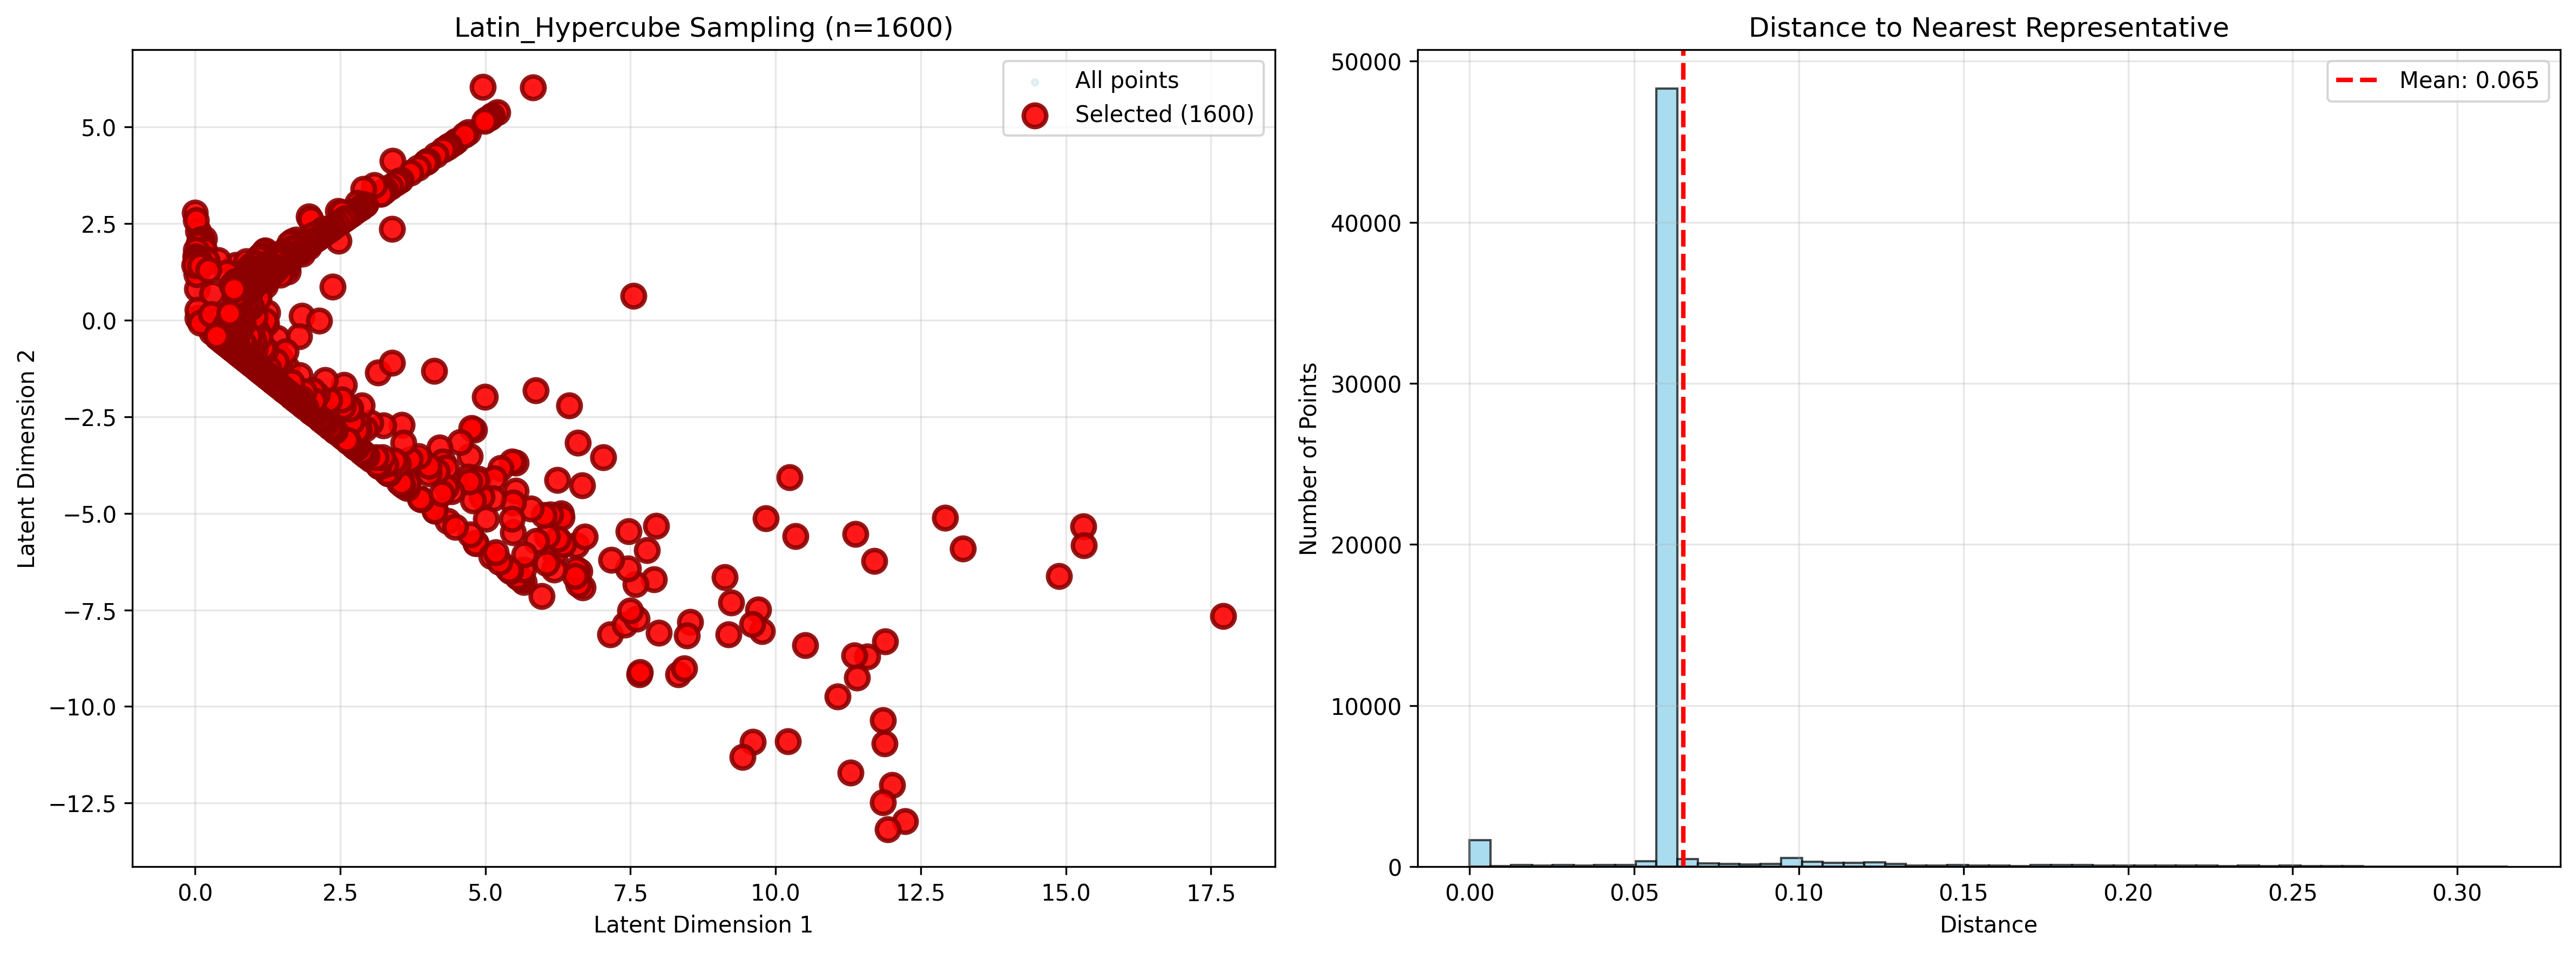 Latin_Hypercube Sampling (n=1600)
All points
Selected (1600)
5.0
2.5
0.0
−2.5
−5.0
−7.5
−10.0
−12.5
Latent Dimension 2
0.0 2.5 5.0 7.5 10.0 12.5 15.0 17.5
Latent Dimension 1
Distance to Nearest Representative
Mean: 0.065
50000
40000
30000
20000
10000
0
Number of Points
0.00 0.05 0.10 0.15 0.20 0.25 0.30
Distance